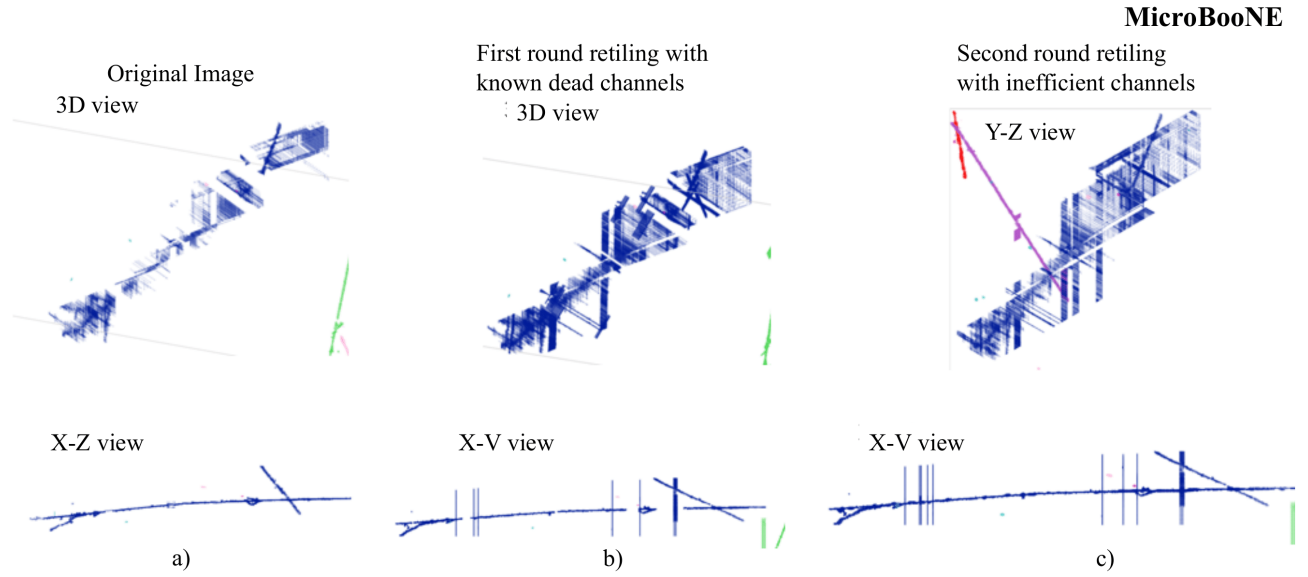 MicroBooNE
Original Image
3D view
First round retiling with
known dead channels
3D view
Second round retiling
with inefficient channels
Y-Z view
X-Z view
X-V view
X-V view
a)
b)
c)